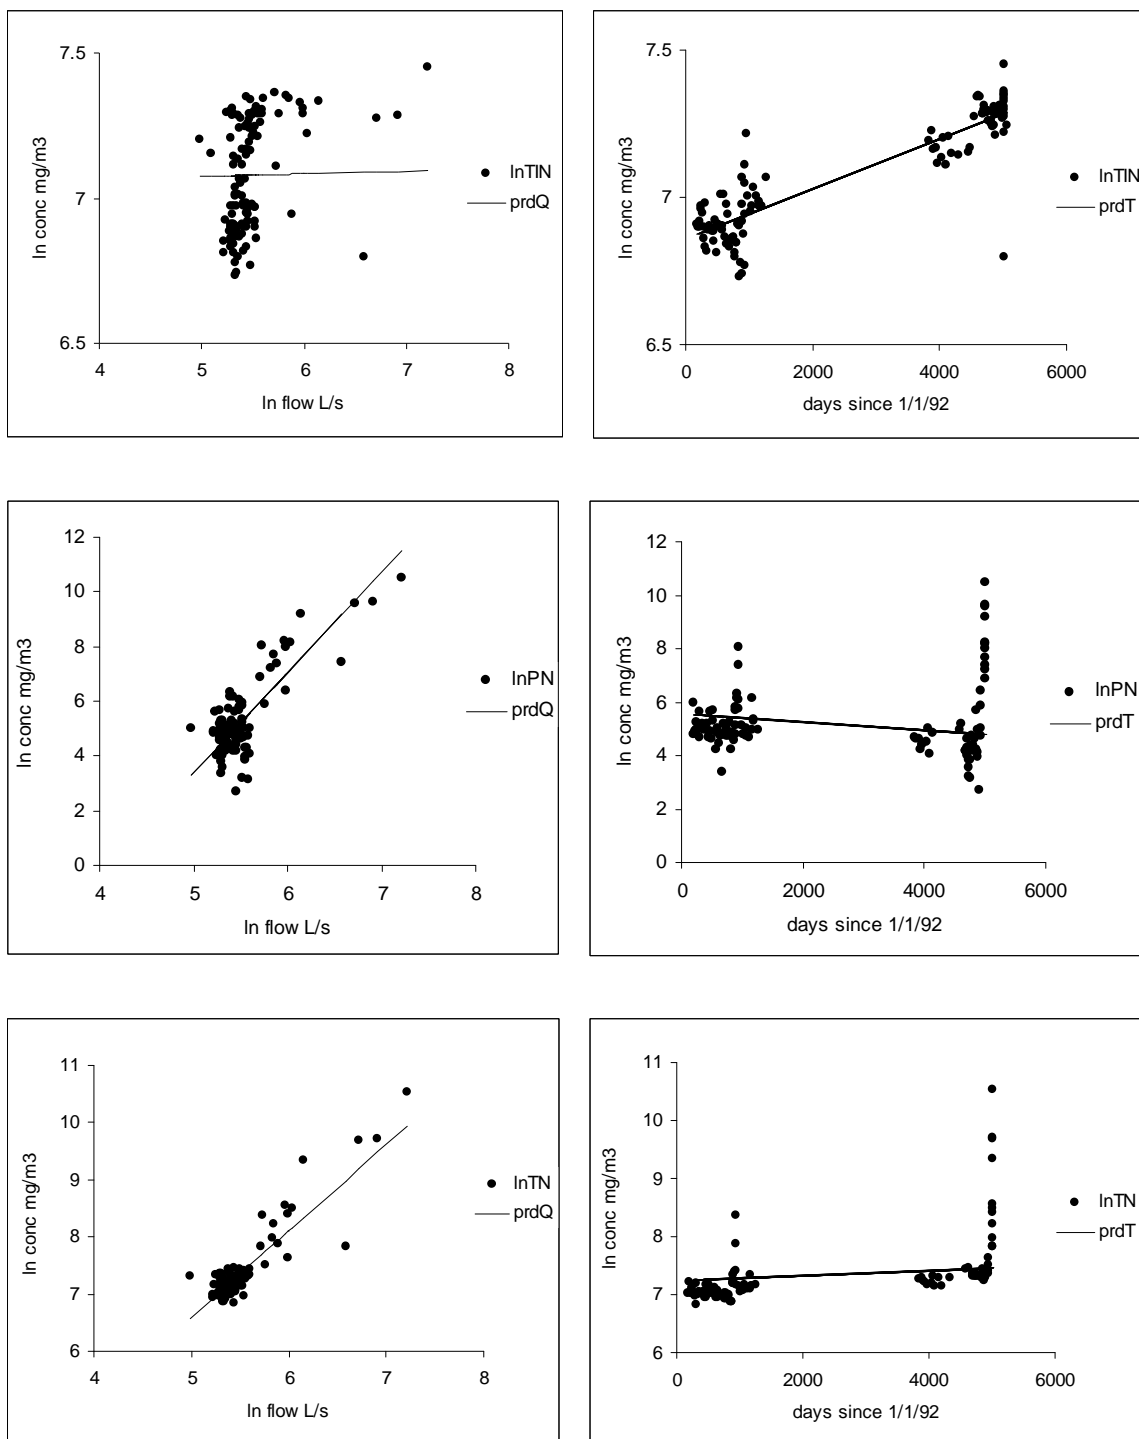 7.5
7
6.5
4
5
6
7
8
ln conc mg/m3
ln flow L/s
lnTIN
prdQ
7.5
7
6.5
0
2000
4000
6000
ln conc mg/m3
days since 1/1/92
lnTIN
prdT
12
10
8
6
4
2
0
4
5
6
7
8
ln conc mg/m3
ln flow L/s
lnPN
prdQ
12
10
8
6
4
2
0
0
2000
4000
6000
ln conc mg/m3
days since 1/1/92
lnPN
prdT
11
10
9
8
7
6
4
5
6
7
8
ln conc mg/m3
ln flow L/s
lnTN
prdQ
11
10
9
8
7
6
0
2000
4000
6000
ln conc mg/m3
days since 1/1/92
lnTN
prdT